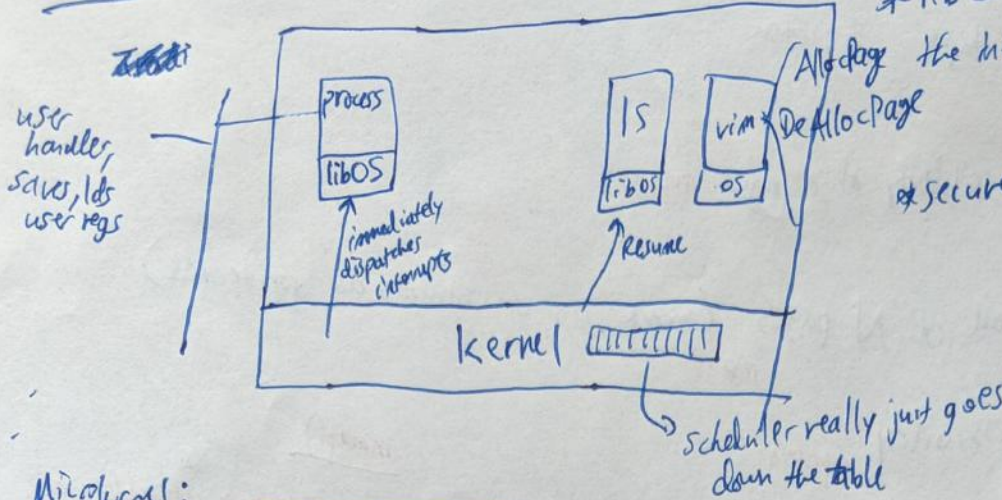 user
handler,
saves, lds
user regs
process
libOS
immediately
dispatches
interrupts
ls
libOS
Resume
vim
OS
AllocPage the
DeAllocPage
*secur
kernel
scheduler really just goes
down the table